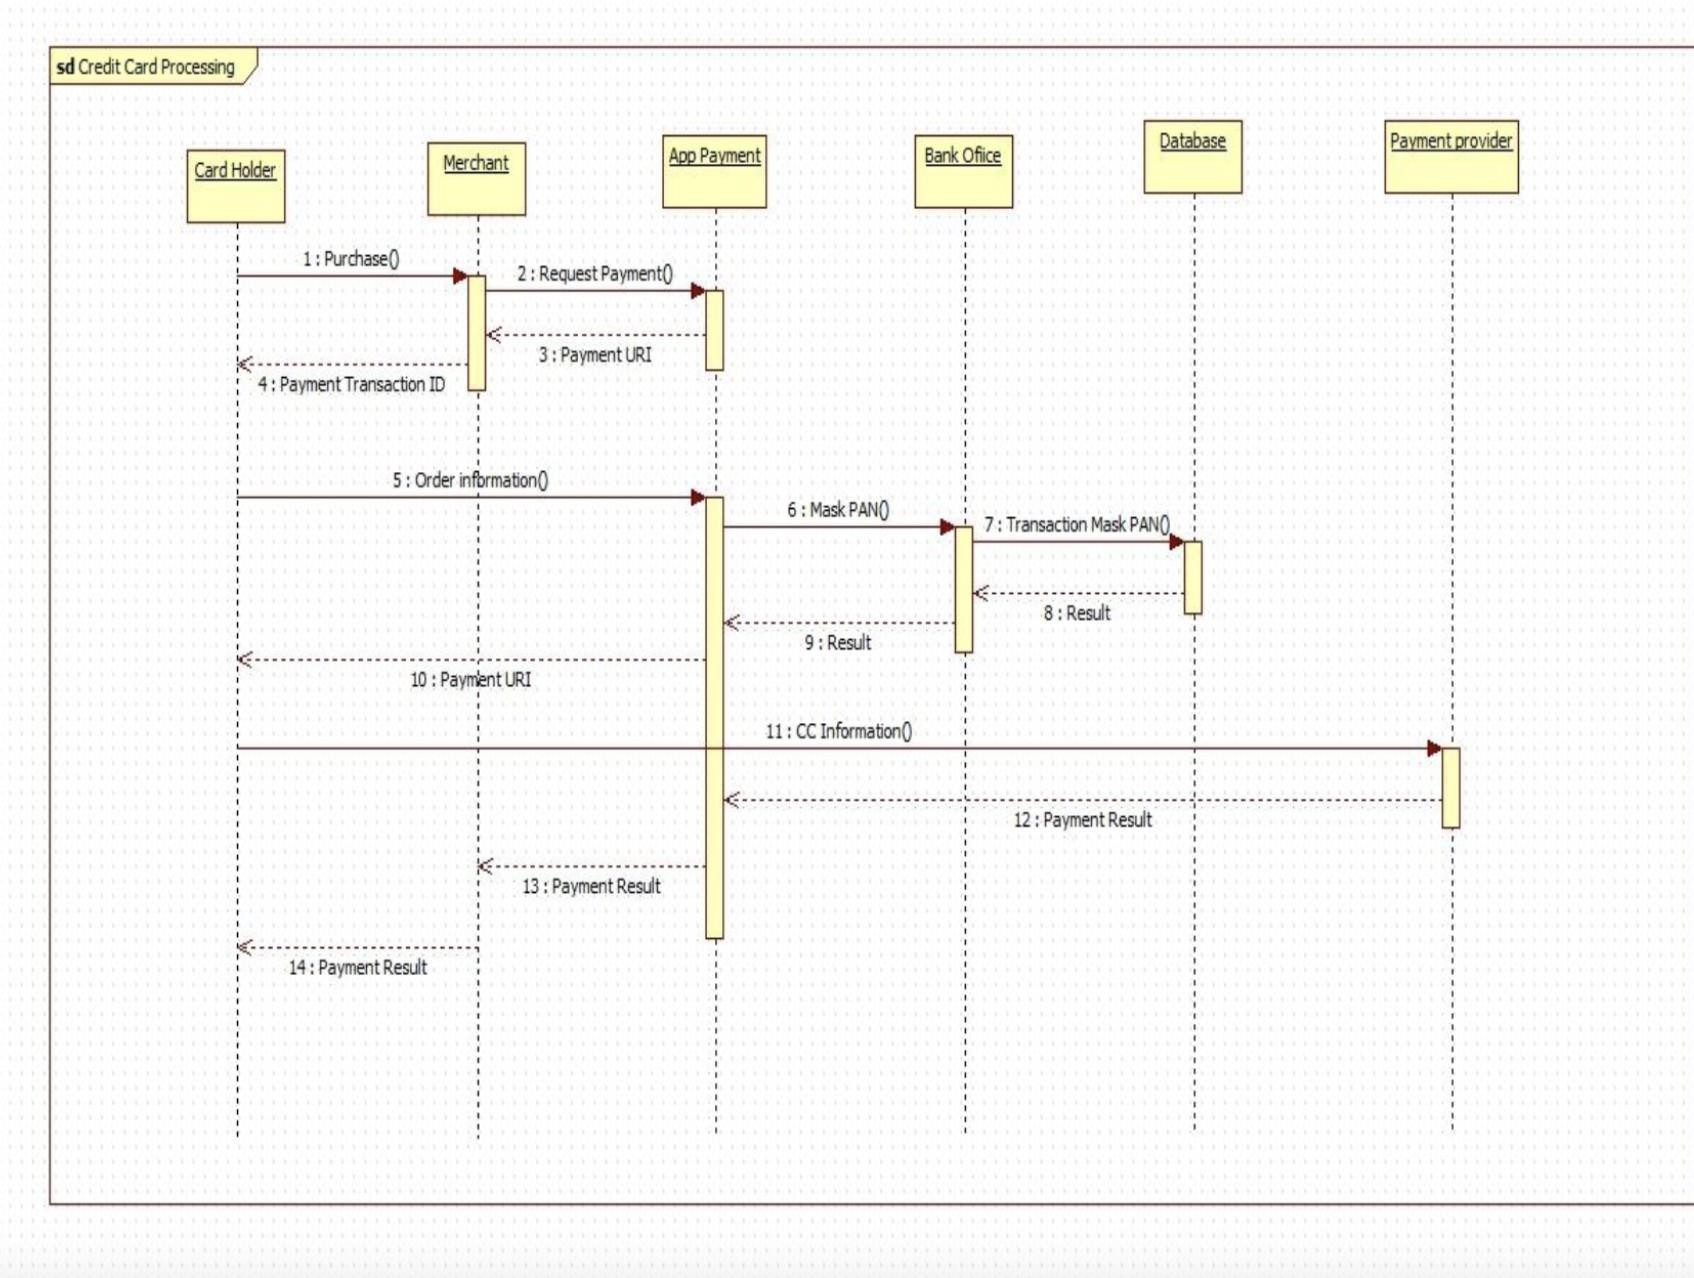 sd Credit Card Processing
Card Holder
Merchant
App Payment
Bank Ofiice
Database
Payment provider
1 : Purchase()
2 : Request Payment()
3 : Payment URI
4 : Payment Transaction ID
5 : Order information()
6 : Mask PAN()
7 : Transaction Mask PAN()
8 : Result
9 : Result
10 : Payment URI
11 : CC Information()
12 : Payment Result
13 : Payment Result
14 : Payment Result